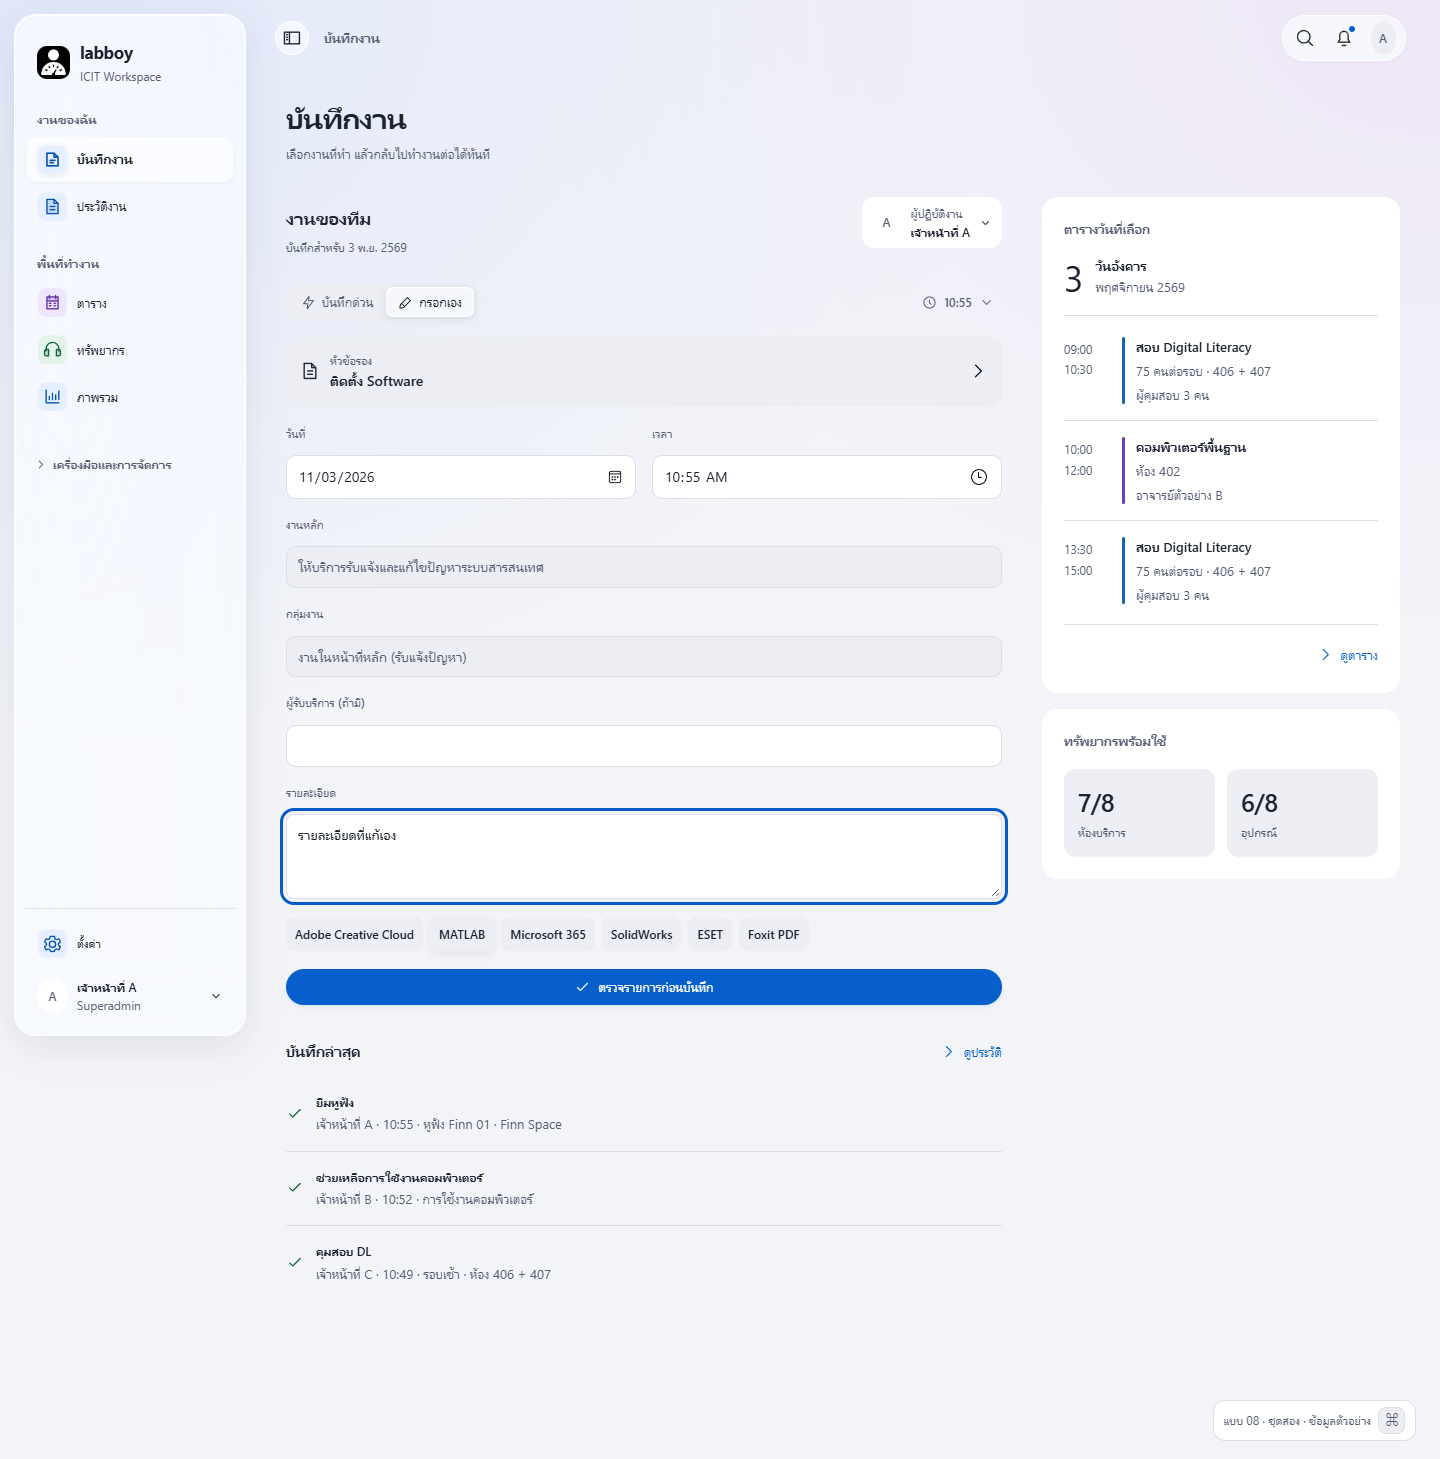 labboy
ICIT Workspace
งานของฉัน
บันทึกงาน
ประวัติงาน
พื้นที่ทำงาน
ตาราง
ทรัพยากร
ภาพรวม
เครื่องมือและการจัดการ
ตั้งค่า
A
เจ้าหน้าที่ A
Superadmin
บันทึกงาน
A
บันทึกงาน
เลือกงานที่ทำ แล้วกลับไปทำงานต่อได้ทันที
งานของทีม
บันทึกสำหรับ 3 พ.ย. 2569
A
ผู้ปฏิบัติงาน
เจ้าหน้าที่ A
บันทึกด่วน
กรอกเอง
10:55
หัวข้อรอง
ติดตั้ง Software
วันที่
เวลา
11/03/2026
10:55 AM
งานหลัก
ให้บริการรับแจ้งและแก้ไขปัญหาระบบสารสนเทศ
กลุ่มงาน
งานในหน้าที่หลัก (รับแจ้งปัญหา)
ผู้รับบริการ (ถ้ามี)
รายละเอียด
รายละเอียดที่แก้เอง
Adobe Creative Cloud
MATLAB
Microsoft 365
SolidWorks
ESET
Foxit PDF
ตรวจรายการก่อนบันทึก
บันทึกล่าสุด
ดูประวัติ
ยืมหูฟัง
เจ้าหน้าที่ A · 10:55 · หูฟัง Finn 01 · Finn Space
ช่วยเหลือการใช้งานคอมพิวเตอร์
เจ้าหน้าที่ B · 10:52 · การใช้งานคอมพิวเตอร์
คุมสอบ DL
เจ้าหน้าที่ C · 10:49 · รอบเช้า · ห้อง 406 + 407
ตารางวันที่เลือก
3
วันอังคาร
พฤศจิกายน 2569
09:00
10:30
สอบ Digital Literacy
75 คนต่อรอบ · 406 + 407
ผู้คุมสอบ 3 คน
10:00
12:00
คอมพิวเตอร์พื้นฐาน
ห้อง 402
อาจารย์ตัวอย่าง B
13:30
15:00
สอบ Digital Literacy
75 คนต่อรอบ · 406 + 407
ผู้คุมสอบ 3 คน
ดูตาราง
ทรัพยากรพร้อมใช้
7/8
ห้องบริการ
6/8
อุปกรณ์
แบบ 08 · ชุดสอง · ข้อมูลตัวอย่าง ⌘